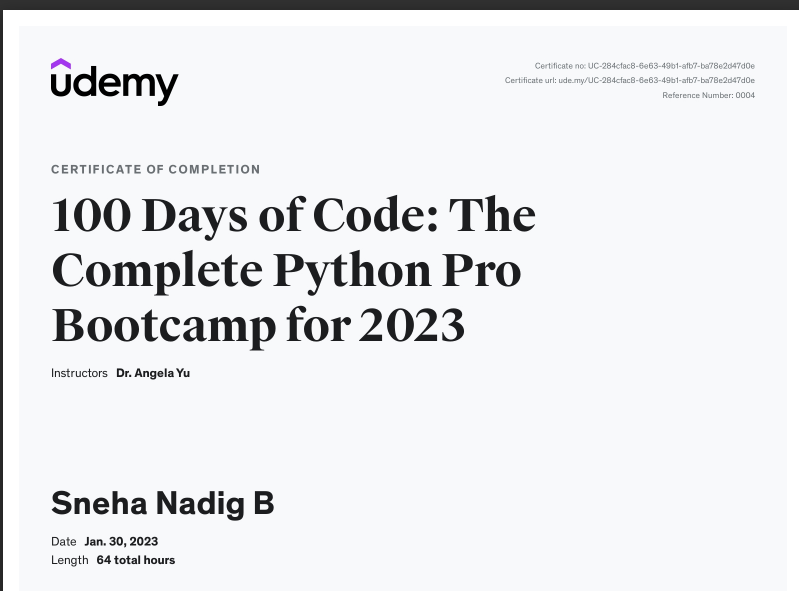 udemy
Certificate no: UC-284cfac8-6e63-49b1-afb7-ba78e2d47d0e
Certificate url: ude.my/UC-284cfac8-6e63-49b1-afb7-ba78e2d47d0e
Reference Number: 0004
CERTIFICATE OF COMPLETION
100 Days of Code: The
Complete Python Pro
Bootcamp for 2023
Instructors Dr. Angela Yu
Sneha Nadig B
Date Jan. 30, 2023
Length 64 total hours